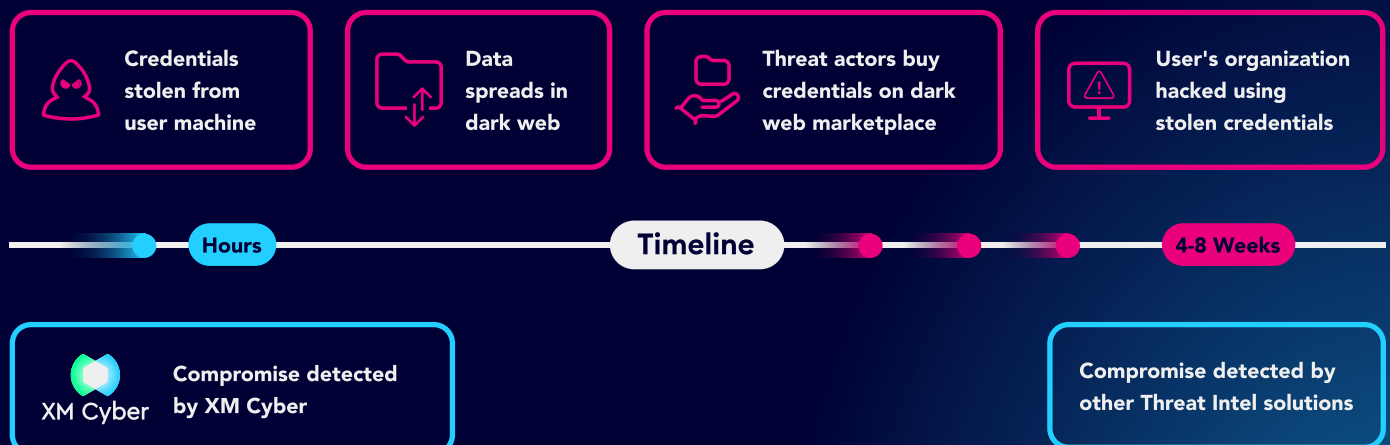 Credentials
stolen from
user machine
Data
spreads in
dark web
Threat actors buy
credentials on dark
web marketplace
User's organization
hacked using
stolen credentials
Hours
Timeline
4-8 Weeks
XM Cyber
Compromise detected
by XM Cyber
Compromise detected by
other Threat Intel solutions